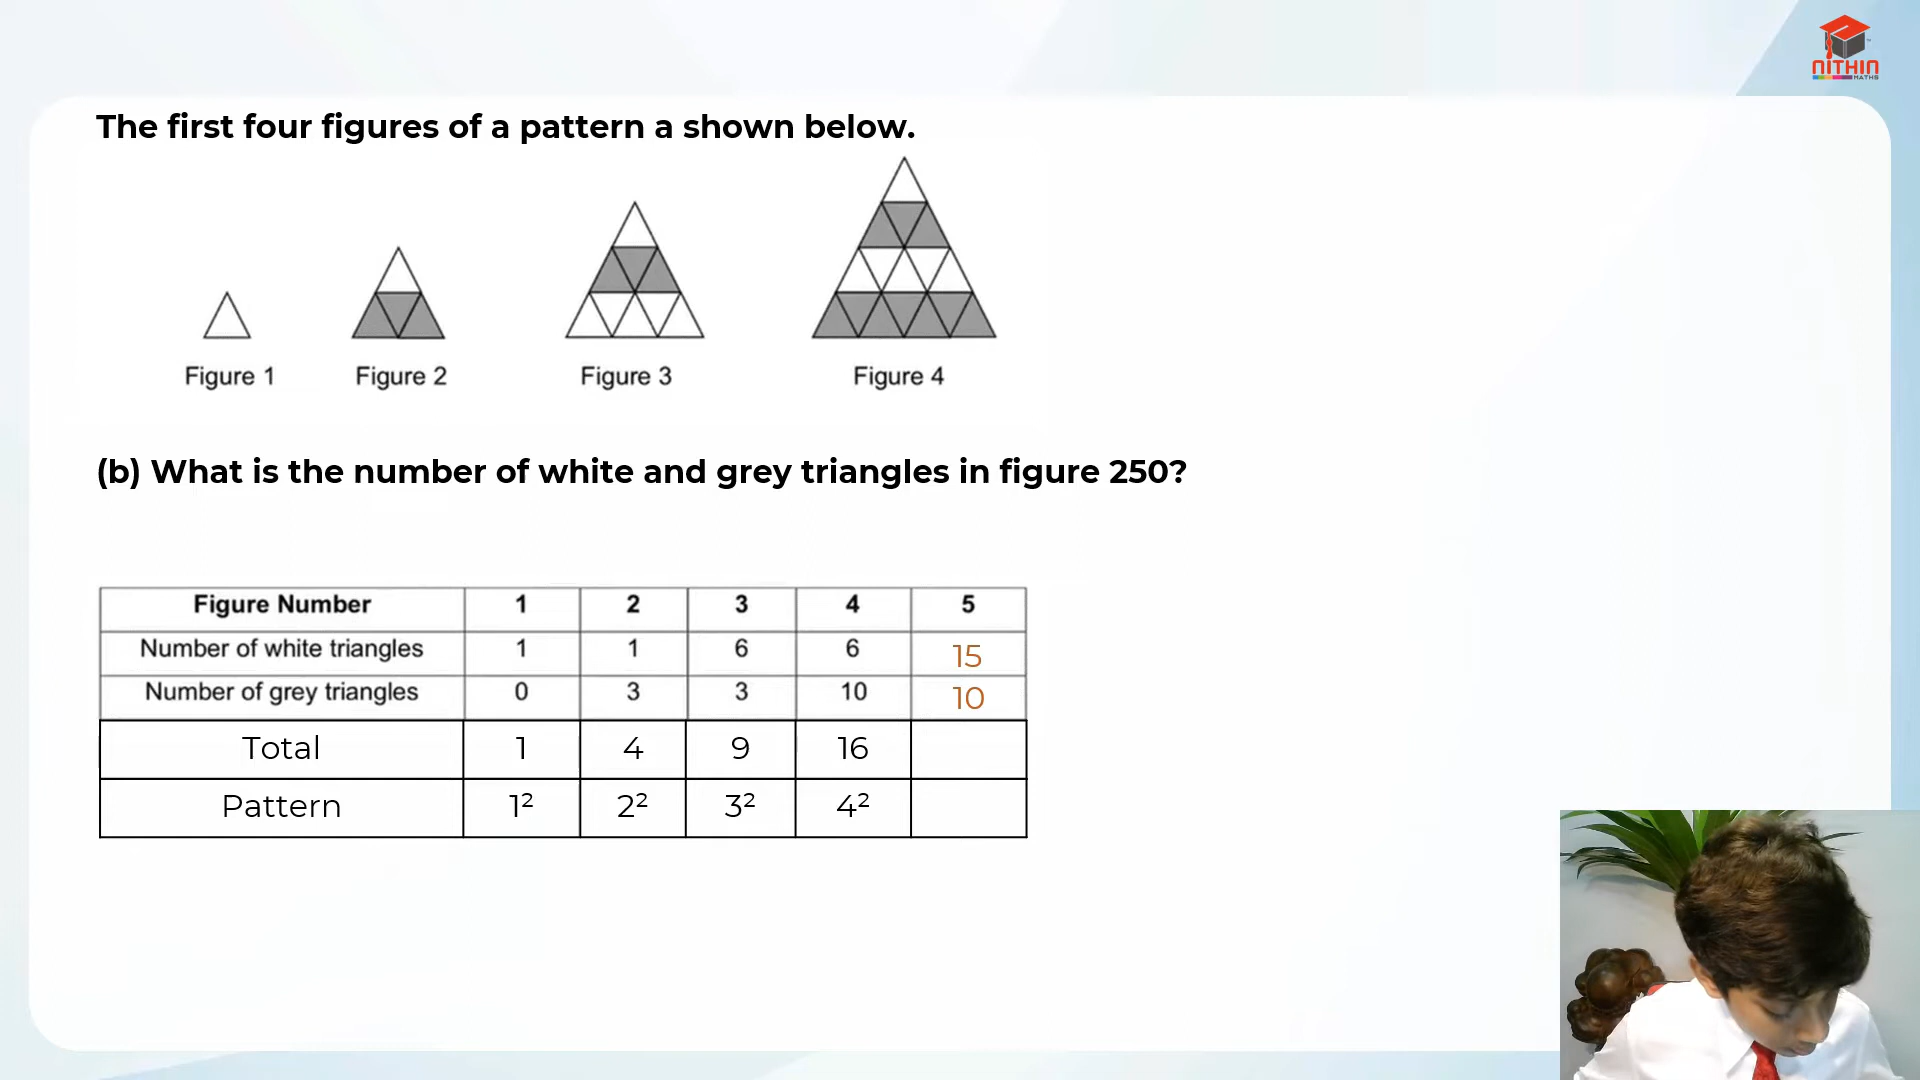 NITHIN
MATHS
The first four figures of a pattern a shown below.
Figure 1 Figure 2 Figure 3 Figure 4
(b) What is the number of white and grey triangles in figure 250?
Figure Number 1 2 3 4 5
Number of white triangles 1 1 6 6 15
Number of grey triangles 0 3 3 10 10
Total 1 4 9 16
Pattern 1² 2² 3² 4²